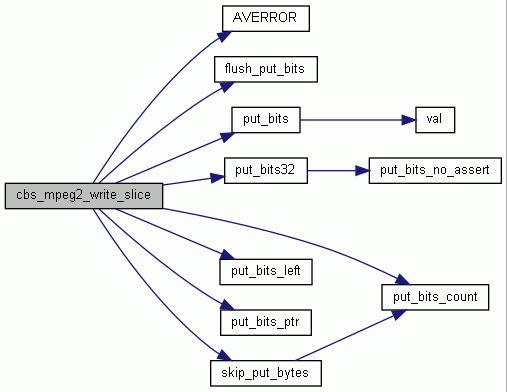 AVERROR
flush_put_bits
put_bits
val
put_bits32
put_bits_no_assert
cbs_mpeg2_write_slice
put_bits_left
put_bits_count
put_bits_ptr
skip_put_bytes